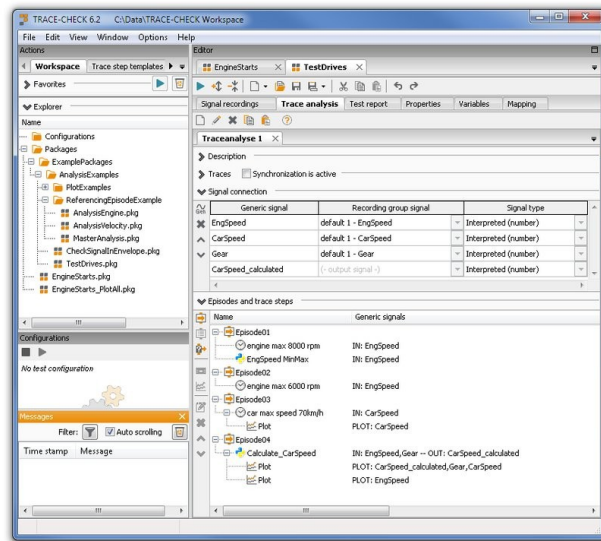 TRACE-CHECK 6.2 C:\Data\TRACE-CHECK Workspace
File Edit View Window Options Help
Actions
Workspace Trace step templates
Favorites
Explorer
Name
Configurations
Packages
ExamplePackages
AnalysisExamples
PlotExamples
ReferencingEpisodeExample
AnalysisEngine.pkg
AnalysisVelocity.pkg
MasterAnalysis.pkg
CheckSignalInEnvelope.pkg
TestDrives.pkg
EngineStarts.pkg
EngineStarts_PlotAll.pkg
Configurations
No test configuration
Messages
Filter: Auto scrolling
Time stamp Message
Editor
EngineStarts TestDrives
Signal recordings Trace analysis Test report Properties Variables Mapping
Traceanalyse 1
Description
Traces Synchronization is active
Signal connection
Generic signal Recording group signal Signal type
EngSpeed default 1 - EngSpeed Interpreted (number)
CarSpeed default 1 - CarSpeed Interpreted (number)
Gear default 1 - Gear Interpreted (number)
CarSpeed_calculated (- output signal -) Interpreted (number)
Episodes and trace steps
Name Generic signals
Episode01
engine max 8000 rpm IN: EngSpeed
EngSpeed MinMax IN: EngSpeed
Episode02
engine max 6000 rpm IN: EngSpeed
Episode03
car max speed 70km/h IN: CarSpeed
Plot PLOT: CarSpeed
Episode04
Calculate_CarSpeed IN: EngSpeed,Gear -- OUT: CarSpeed_calculated
Plot PLOT: CarSpeed_calculated,Gear,CarSpeed
Plot PLOT: EngSpeed